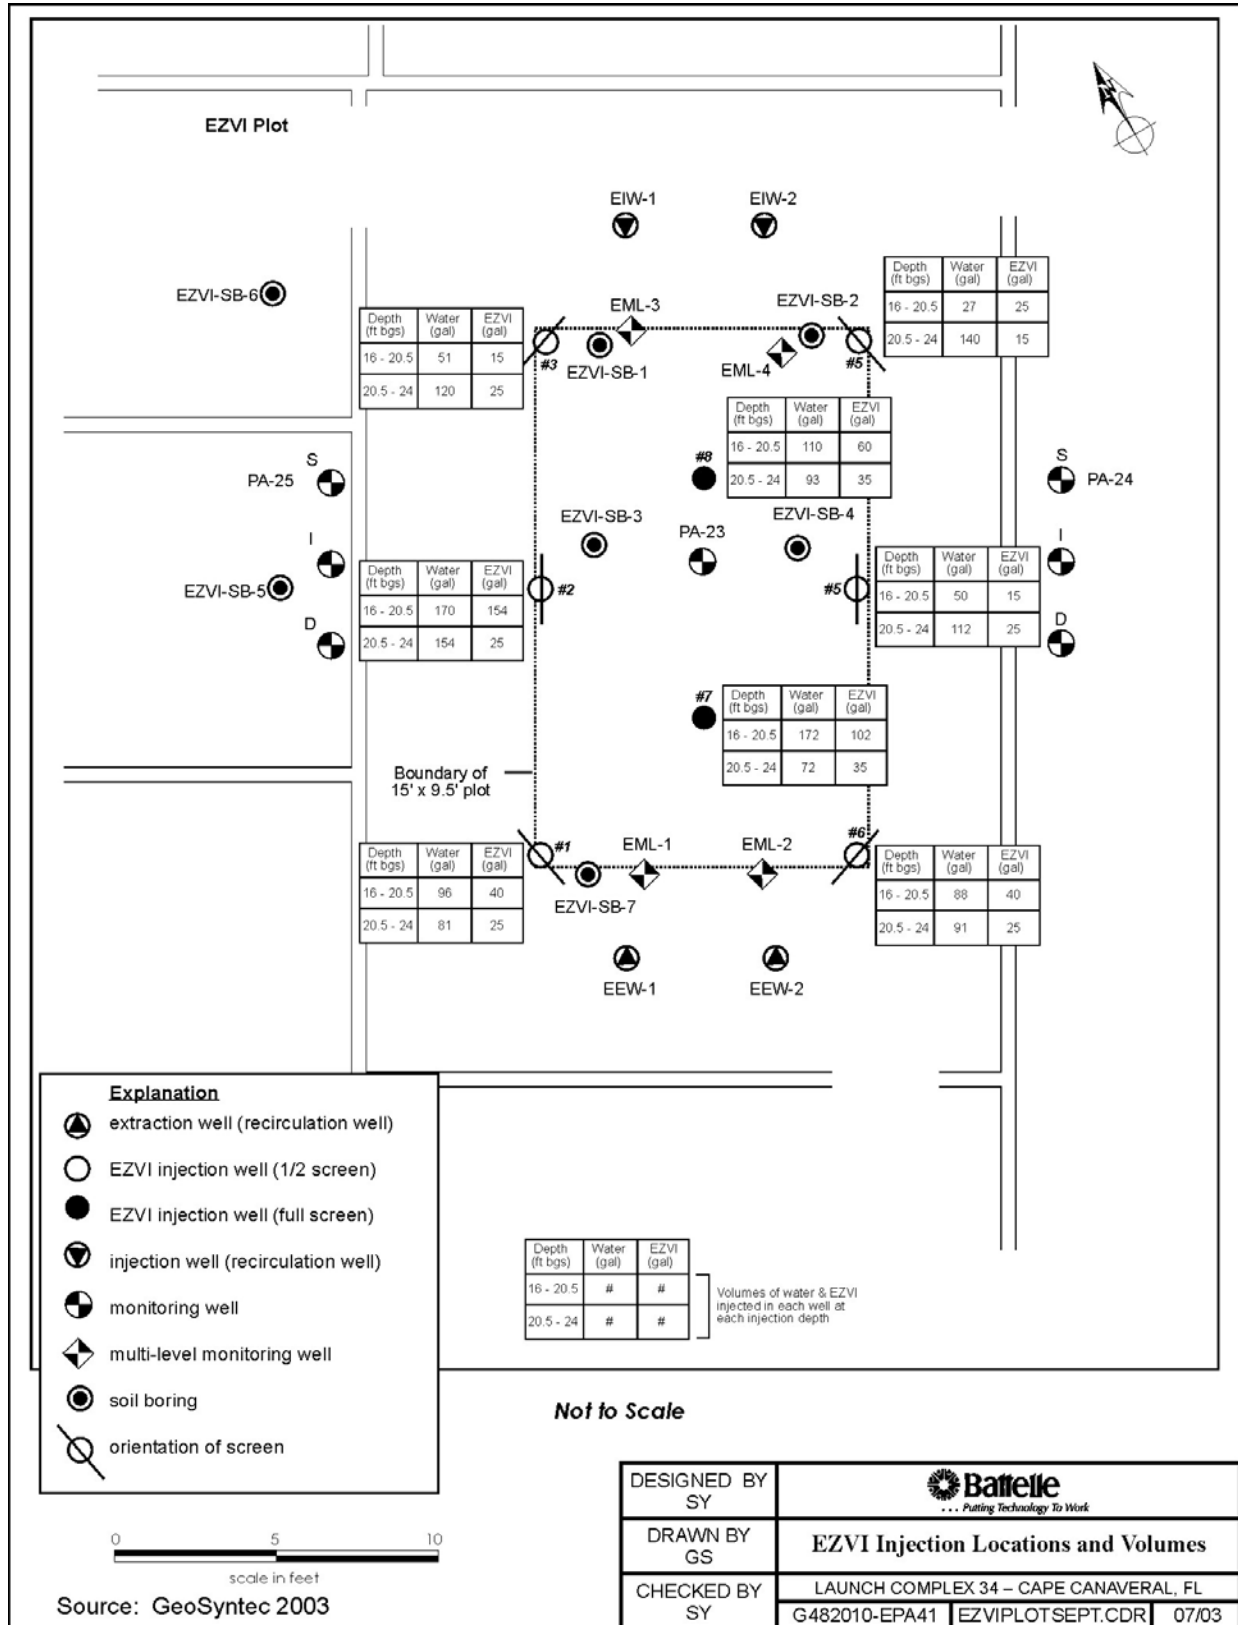 EZVI Plot
N
EIW-1
EIW-2
EZVI-SB-6
EML-3
EZVI-SB-2
Depth (ft bgs) Water (gal) EZVI (gal)
16 - 20.5 27 25
20.5 - 24 140 15
Depth (ft bgs) Water (gal) EZVI (gal)
16 - 20.5 51 15
20.5 - 24 120 25
#3
EZVI-SB-1
EML-4
#5
Depth (ft bgs) Water (gal) EZVI (gal)
16 - 20.5 110 60
20.5 - 24 93 35
#8
S
PA-25
S
PA-24
EZVI-SB-3
PA-23
EZVI-SB-4
I
I
EZVI-SB-5
Depth (ft bgs) Water (gal) EZVI (gal)
16 - 20.5 170 154
20.5 - 24 154 25
#2
#5
Depth (ft bgs) Water (gal) EZVI (gal)
16 - 20.5 50 15
20.5 - 24 112 25
D
D
#7
Depth (ft bgs) Water (gal) EZVI (gal)
16 - 20.5 172 102
20.5 - 24 72 35
Boundary of
15' x 9.5' plot
Depth (ft bgs) Water (gal) EZVI (gal)
16 - 20.5 96 40
20.5 - 24 81 25
#1
EML-1
EML-2
#6
Depth (ft bgs) Water (gal) EZVI (gal)
16 - 20.5 88 40
20.5 - 24 91 25
EZVI-SB-7
EEW-1
EEW-2
Explanation
extraction well (recirculation well)
EZVI injection well (1/2 screen)
EZVI injection well (full screen)
injection well (recirculation well)
monitoring well
multi-level monitoring well
soil boring
orientation of screen
Depth (ft bgs) Water (gal) EZVI (gal)
16 - 20.5 # #
20.5 - 24 # #
Volumes of water & EZVI
injected in each well at
each injection depth
Not to Scale
0 5 10
scale in feet
Source: GeoSyntec 2003
DESIGNED BY
SY
Battelle
. . . Putting Technology To Work
DRAWN BY
GS
EZVI Injection Locations and Volumes
CHECKED BY
SY
LAUNCH COMPLEX 34 – CAPE CANAVERAL, FL
G482010-EPA41 EZVIPLOTSEPT.CDR 07/03